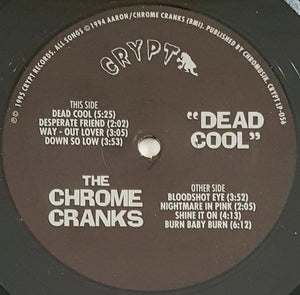 ℗© 1995 CRYPT RECORDS. ALL SONGS © 1994 AARON/CHROME CRANKS (BMI). PUBLISHED BY CHROMUSIK. CRYPT LP-056
CRYPT
THIS SIDE
DEAD COOL (5:25)
DESPERATE FRIEND (2:02)
WAY - OUT LOVER (3:05)
DOWN SO LOW (3:53)
"DEAD
COOL"
THE
CHROME
CRANKS
OTHER SIDE
BLOODSHOT EYE (3:52)
NIGHTMARE IN PINK (2:05)
SHINE IT ON (4:13)
BURN BABY BURN (6:12)